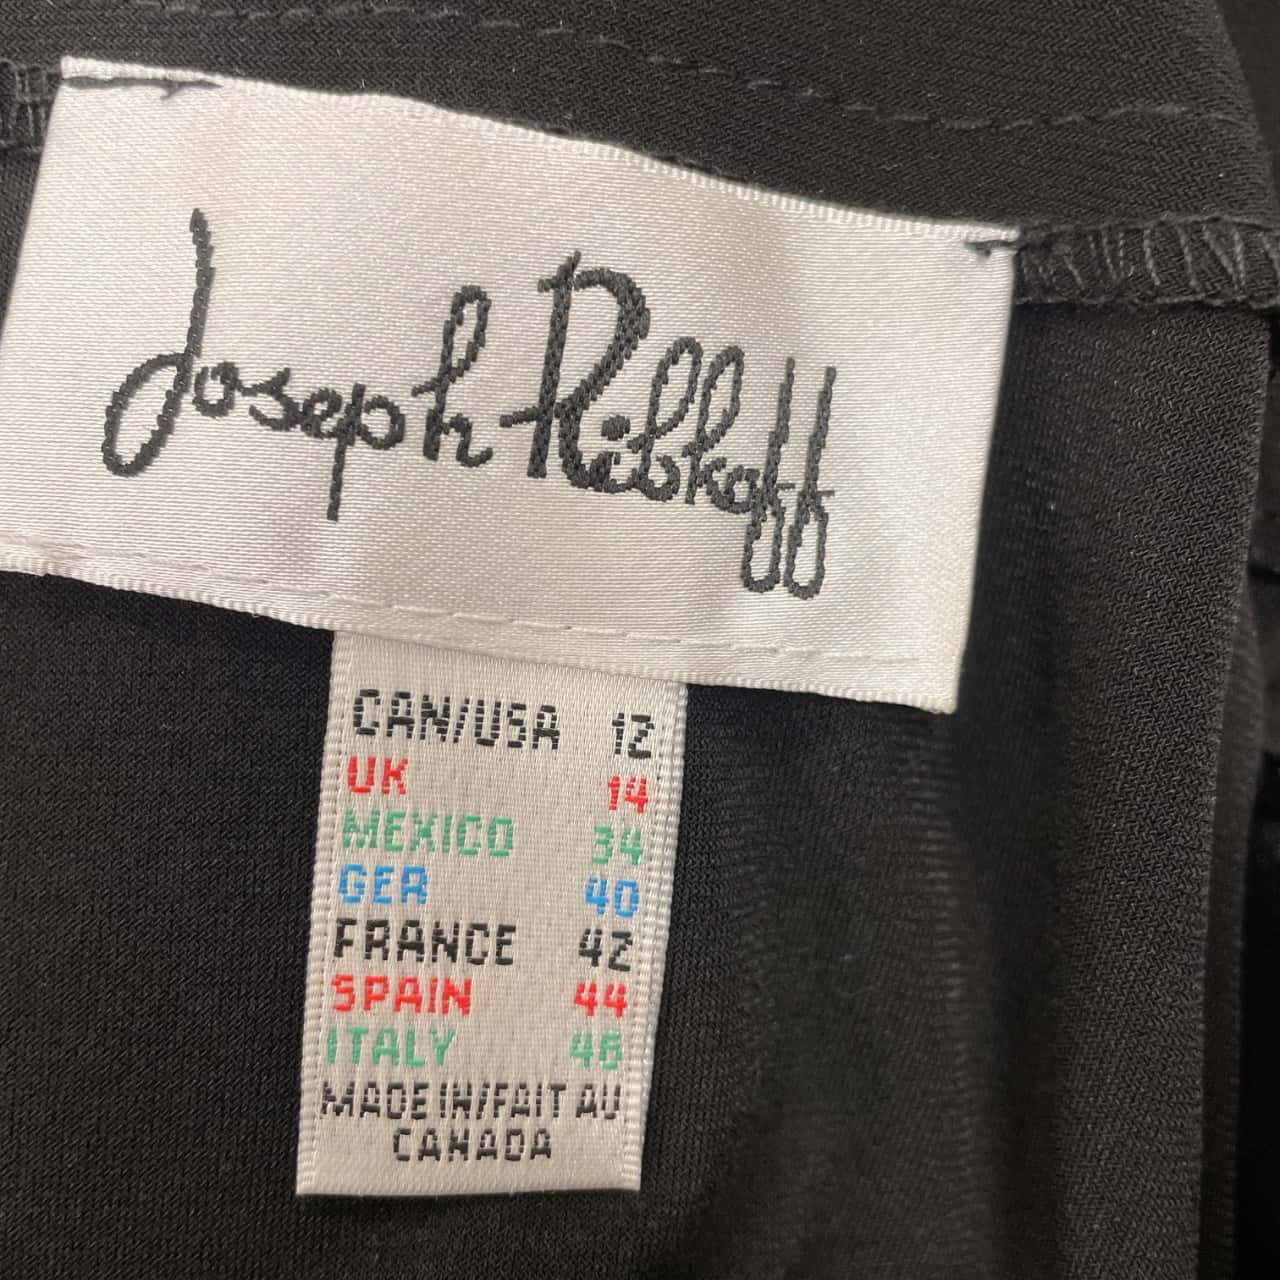 Joseph Ribkoff
CAN/USA 12
UK 14
MEXICO 34
GER 40
FRANCE 42
SPAIN 44
ITALY 46
MADE IN/FAIT AU
CANADA